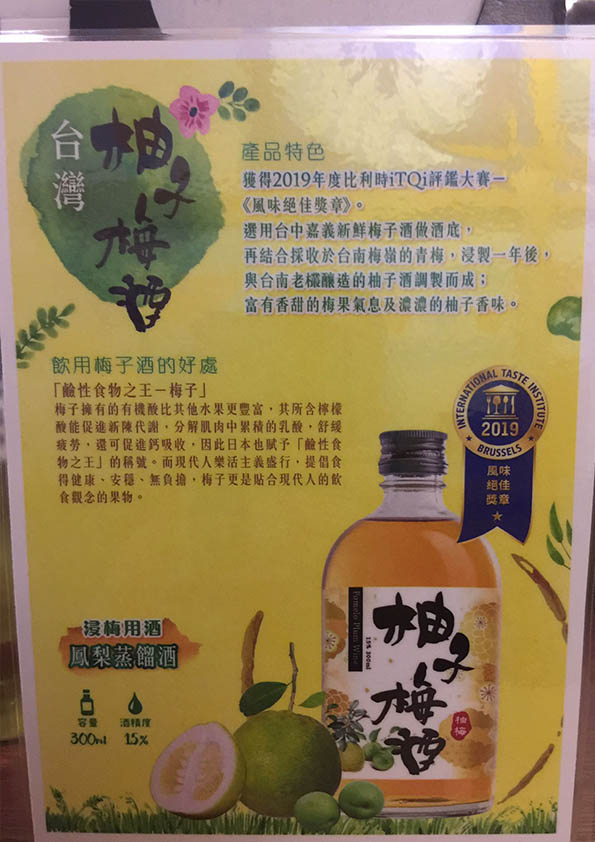 台灣
柚子梅酒
產品特色
獲得2019年度比利時iTQi評鑑大賽－
《風味絕佳獎章》。
選用台中嘉義新鮮梅子酒做酒底，
再結合採收於台南梅嶺的青梅，浸製一年後，
與台南老欉釀造的柚子酒調製而成；
富有香甜的梅果氣息及濃濃的柚子香味。
飲用梅子酒的好處
「鹼性食物之王－梅子」
梅子擁有的有機酸比其他水果更豐富，其所含檸檬
酸能促進新陳代謝，分解肌肉中累積的乳酸，舒緩
疲勞，還可促進鈣吸收，因此日本也賦予「鹼性食
物之王」的稱號。而現代人樂活主義盛行，提倡食
得健康、安穩、無負擔，梅子更是貼合現代人的飲
食觀念的果物。
INTERNATIONAL TASTE INSTITUTE
2019
BRUSSELS
風味
絕佳
獎章
Pomelo Plum Wine
15% 300ml
柚子梅酒
柚梅
浸梅用酒
鳳梨蒸餾酒
容量
300ml
酒精度
15%